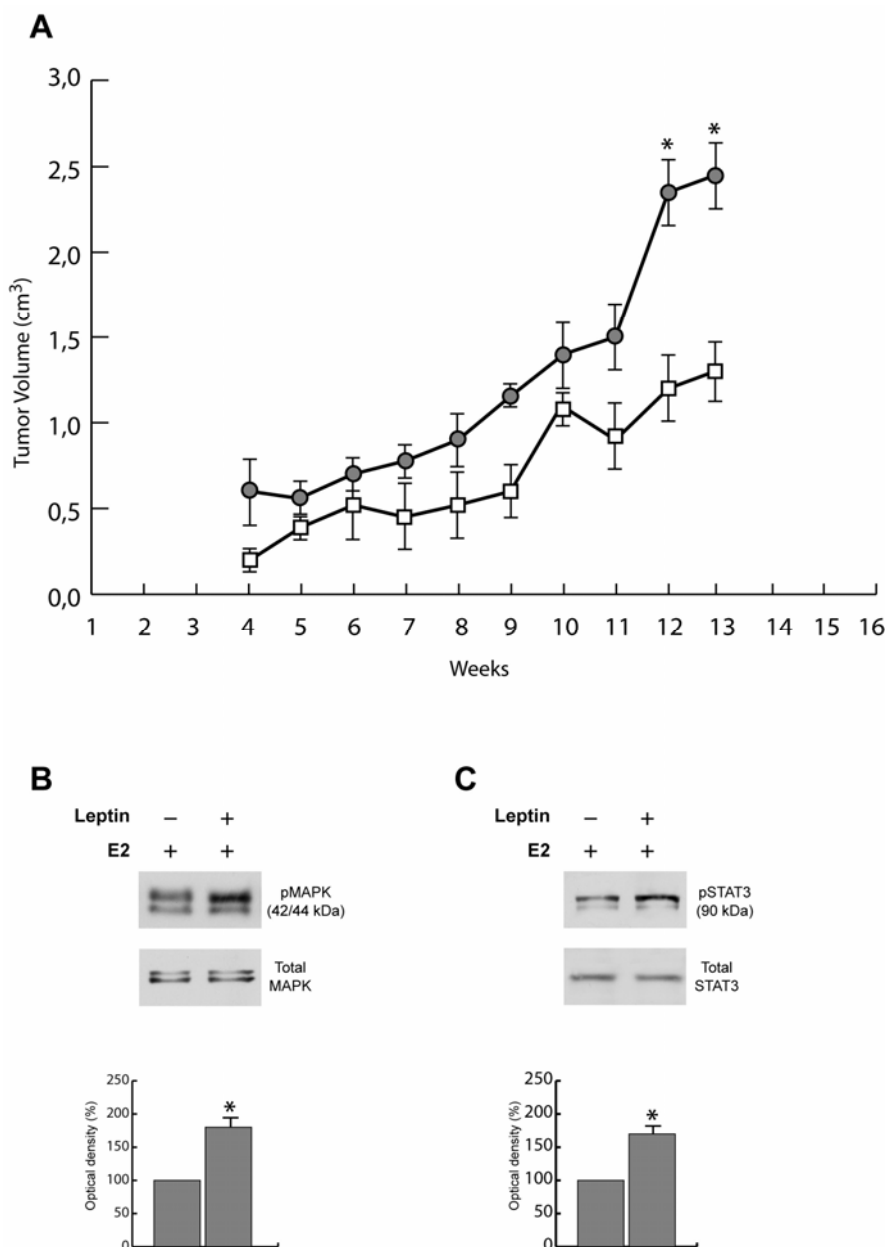 A
3,0
2,5
2,0
1,5
1,0
0,5
0,0
Tumor Volume (cm³)
* *
1 2 3 4 5 6 7 8 9 10 11 12 13 14 15 16
Weeks
B
Leptin – +
E2 + +
pMAPK
(42/44 kDa)
Total
MAPK
250
200
150
100
50
0
Optical density (%)
*
C
Leptin – +
E2 + +
pSTAT3
(90 kDa)
Total
STAT3
250
200
150
100
50
0
Optical density (%)
*